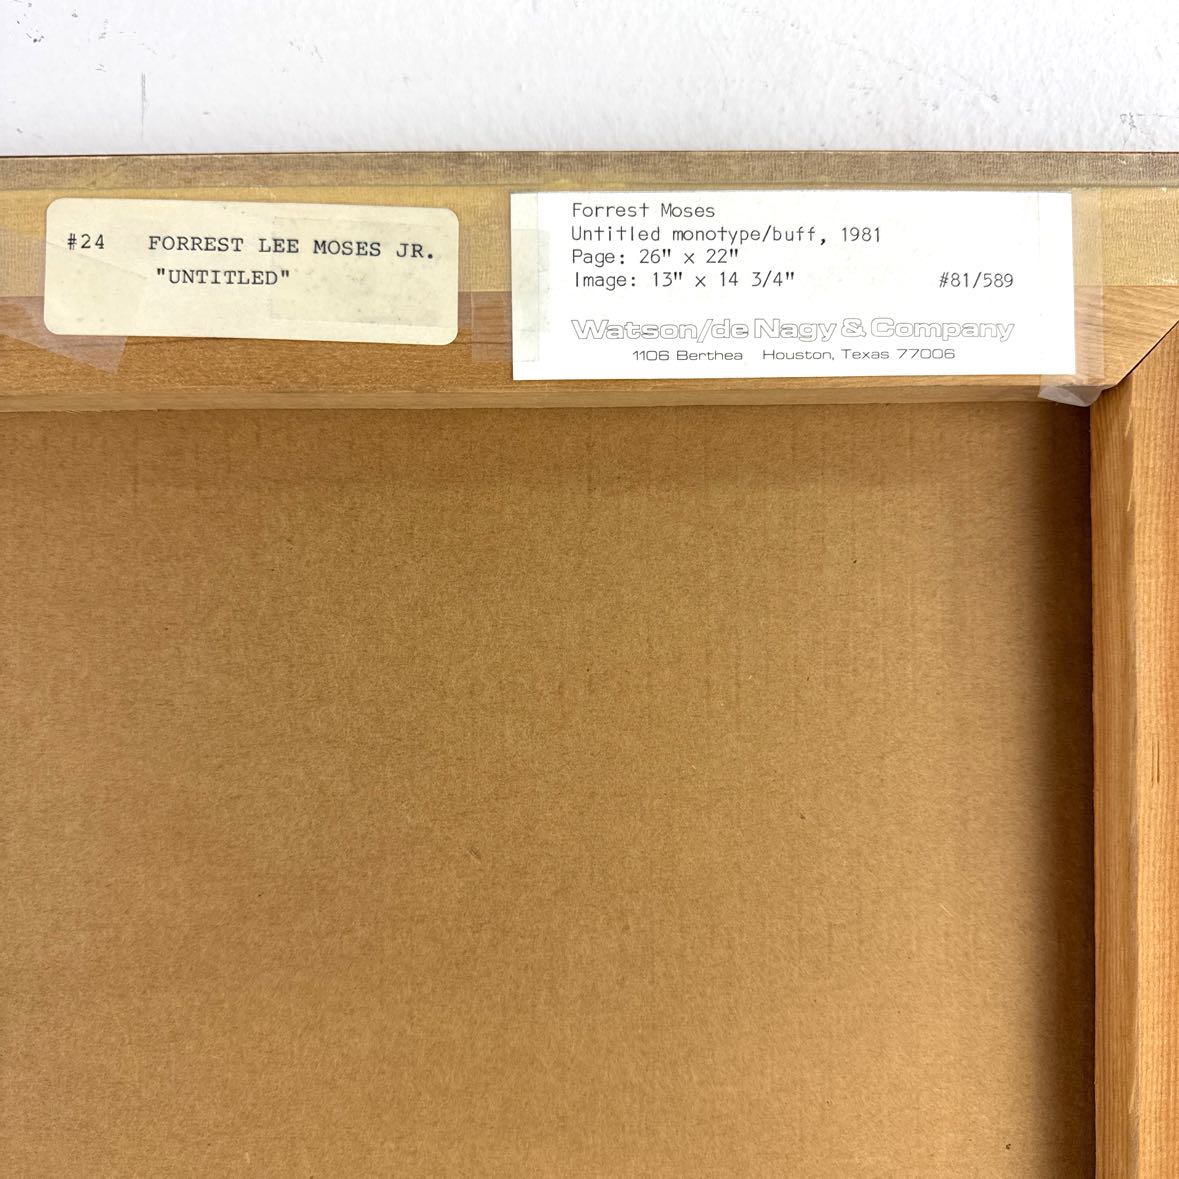 #24 FORREST LEE MOSES JR.
"UNTITLED"
Forrest Moses
Untitled monotype/buff, 1981
Page: 26" x 22"
Image: 13" x 14 3/4" #81/589
Watson/de Nagy & Company
1106 Berthea Houston, Texas 77006